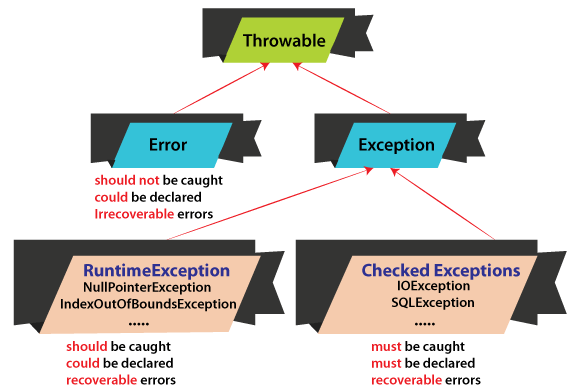 Throwable
Error
Exception
should not be caught
could be declared
Irrecoverable errors
RuntimeException
NullPointerException
IndexOutOfBoundsException
.....
should be caught
could be declared
recoverable errors
Checked Exceptions
IOException
SQLException
.....
must be caught
must be declared
recoverable errors